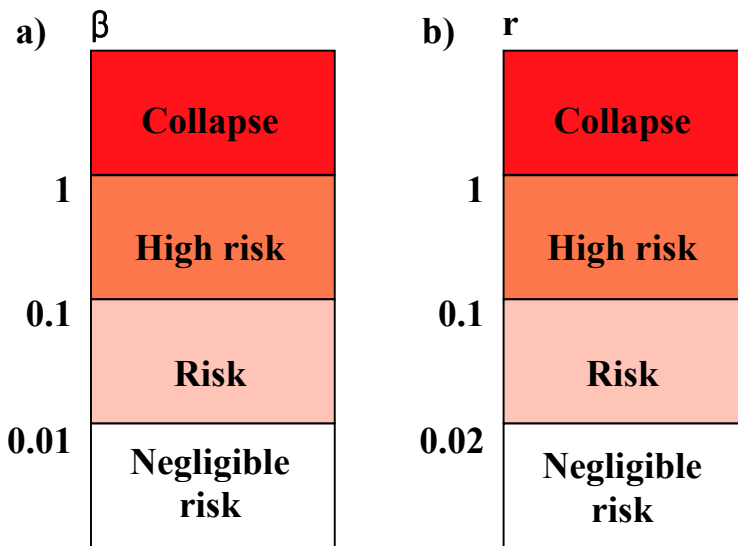 a) β
Collapse
1
High risk
0.1
Risk
0.01
Negligible
risk
b) r
Collapse
1
High risk
0.1
Risk
0.02
Negligible
risk